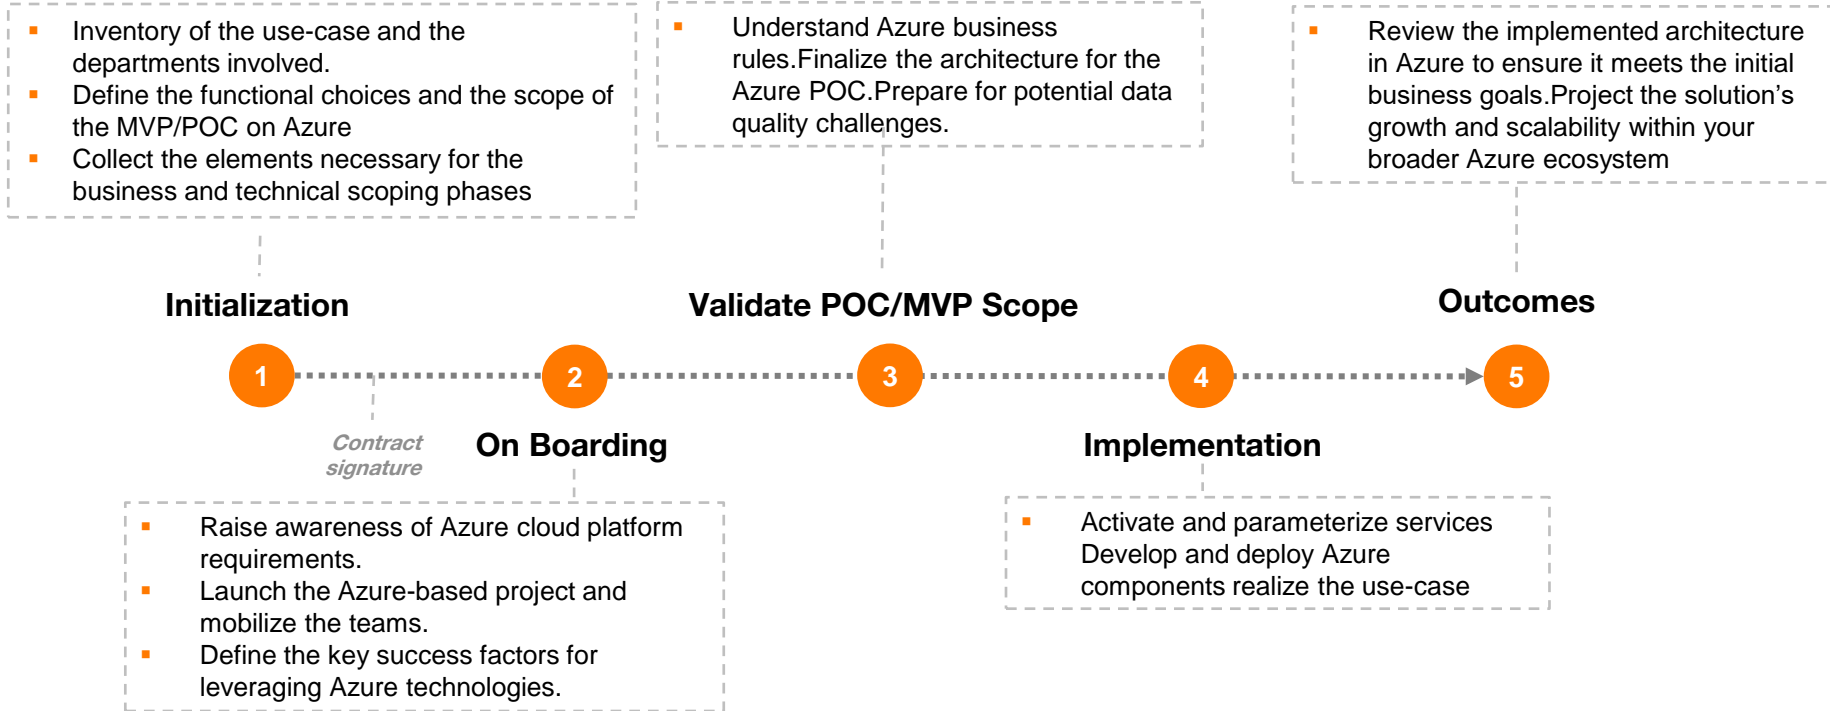 Inventory of the use-case and the
departments involved.
Define the functional choices and the scope of
the MVP/POC on Azure
Collect the elements necessary for the
business and technical scoping phases
Understand Azure business
rules.Finalize the architecture for the
Azure POC.Prepare for potential data
quality challenges.
Review the implemented architecture
in Azure to ensure it meets the initial
business goals.Project the solution’s
growth and scalability within your
broader Azure ecosystem
Initialization
Validate POC/MVP Scope
Outcomes
1
2
3
4
5
Contract
signature
On Boarding
Implementation
Raise awareness of Azure cloud platform
requirements.
Launch the Azure-based project and
mobilize the teams.
Define the key success factors for
leveraging Azure technologies.
Activate and parameterize services
Develop and deploy Azure
components realize the use-case